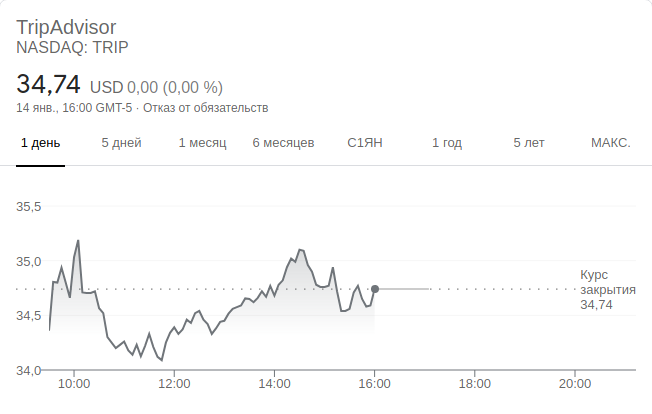 TripAdvisor
NASDAQ: TRIP
34,74 USD 0,00 (0,00 %)
14 янв., 16:00 GMT-5 · Отказ от обязательств
1 день 5 дней 1 месяц 6 месяцев С1ЯН 1 год 5 лет МАКС.
35,5
35,0
Курс
закрытия
34,74
34,5
34,0
10:00 12:00 14:00 16:00 18:00 20:00